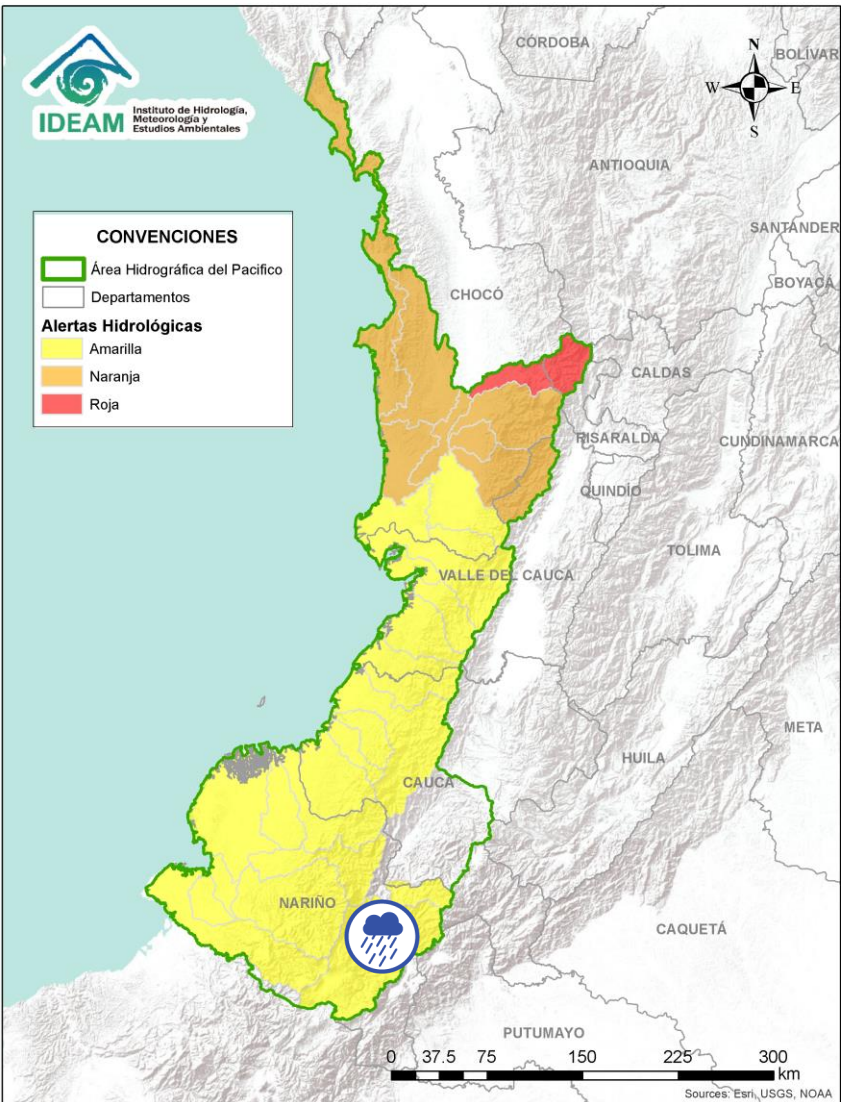 IDEAM
Instituto de Hidrología,
Meteorología y
Estudios Ambientales
N
W
E
S
CONVENCIONES
Área Hidrográfica del Pacifico
Departamentos
Alertas Hidrológicas
Amarilla
Naranja
Roja
CÓRDOBA
BOLIVAR
ANTIOQUIA
SANTANDER
BOYACÁ
CHOCÓ
CALDAS
RISARALDA
CUNDINAMARCA
QUINDÍO
TOLIMA
VALLE DEL CAUCA
META
HUILA
CAUCA
NARIÑO
CAQUETÁ
PUTUMAYO
0 37.5 75 150 225 300
km
Sources: Esri, USGS, NOAA